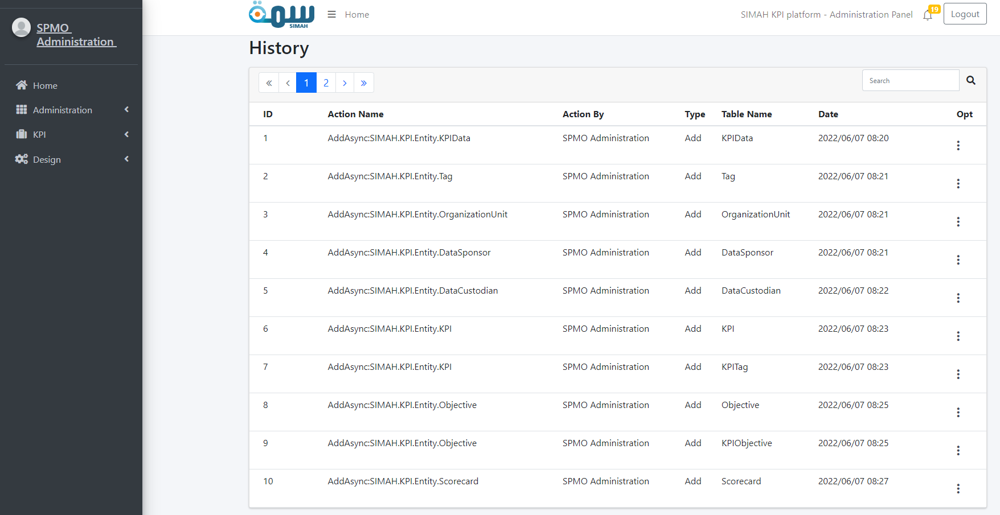 SPMO
Administration
Home
Administration
KPI
Design
سمة
SIMAH
Home
SIMAH KPI platform - Administration Panel
19
Logout
History
« ‹ 1 2 › »
Search
ID Action Name Action By Type Table Name Date Opt
1 AddAsync:SIMAH.KPI.Entity.KPIData SPMO Administration Add KPIData 2022/06/07 08:20
2 AddAsync:SIMAH.KPI.Entity.Tag SPMO Administration Add Tag 2022/06/07 08:21
3 AddAsync:SIMAH.KPI.Entity.OrganizationUnit SPMO Administration Add OrganizationUnit 2022/06/07 08:21
4 AddAsync:SIMAH.KPI.Entity.DataSponsor SPMO Administration Add DataSponsor 2022/06/07 08:21
5 AddAsync:SIMAH.KPI.Entity.DataCustodian SPMO Administration Add DataCustodian 2022/06/07 08:22
6 AddAsync:SIMAH.KPI.Entity.KPI SPMO Administration Add KPI 2022/06/07 08:23
7 AddAsync:SIMAH.KPI.Entity.KPI SPMO Administration Add KPITag 2022/06/07 08:23
8 AddAsync:SIMAH.KPI.Entity.Objective SPMO Administration Add Objective 2022/06/07 08:25
9 AddAsync:SIMAH.KPI.Entity.Objective SPMO Administration Add KPIObjective 2022/06/07 08:25
10 AddAsync:SIMAH.KPI.Entity.Scorecard SPMO Administration Add Scorecard 2022/06/07 08:27